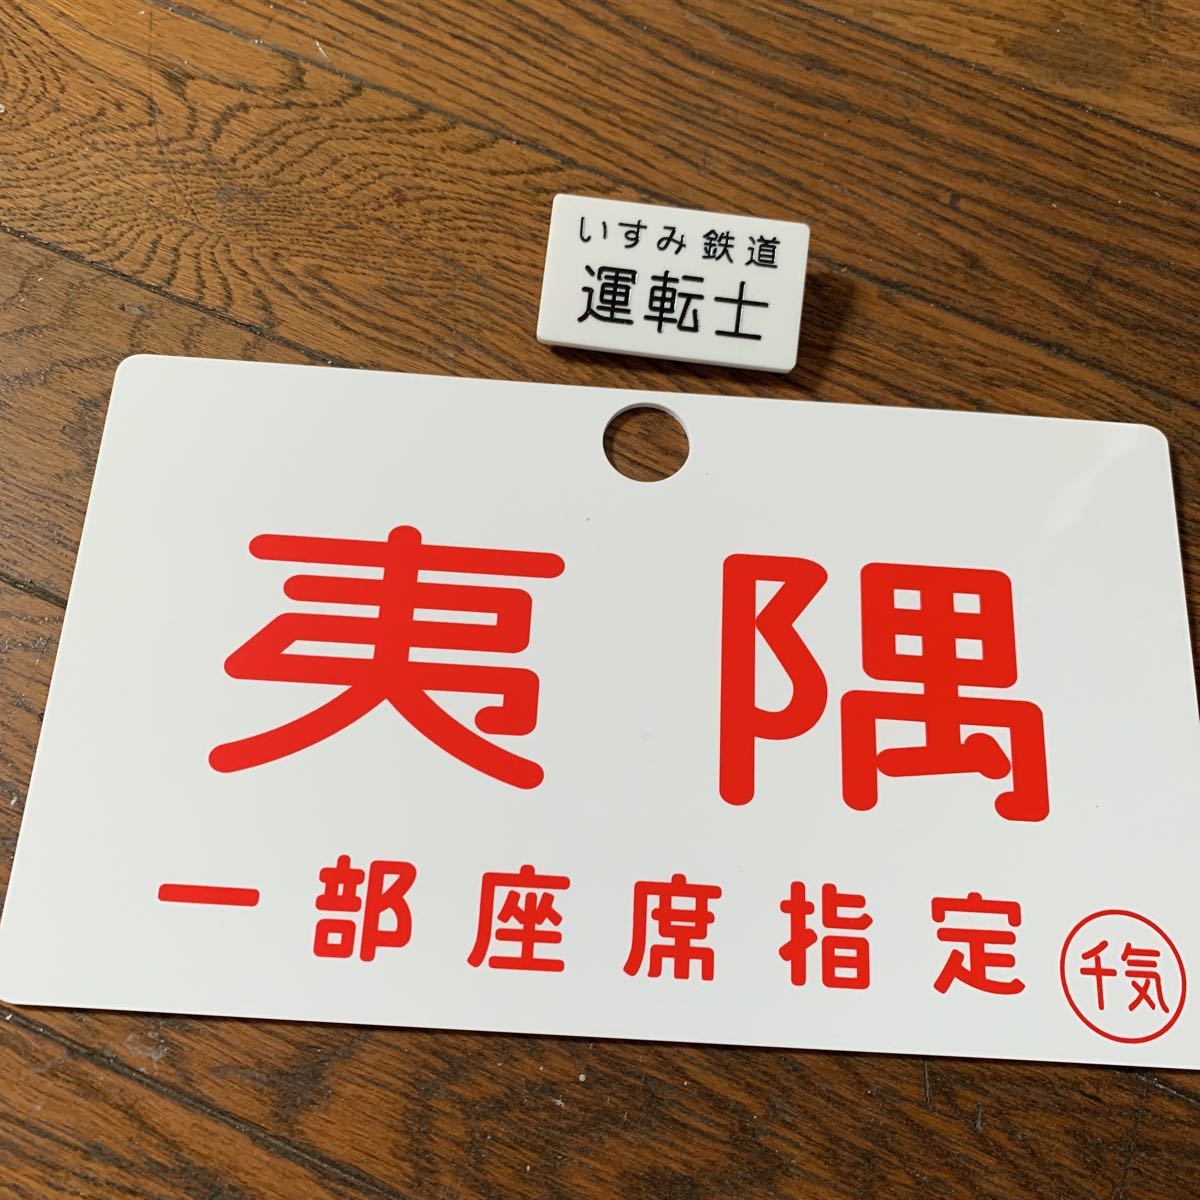 いすみ鉄道
運転士
夷隅
一部座席指定
千気